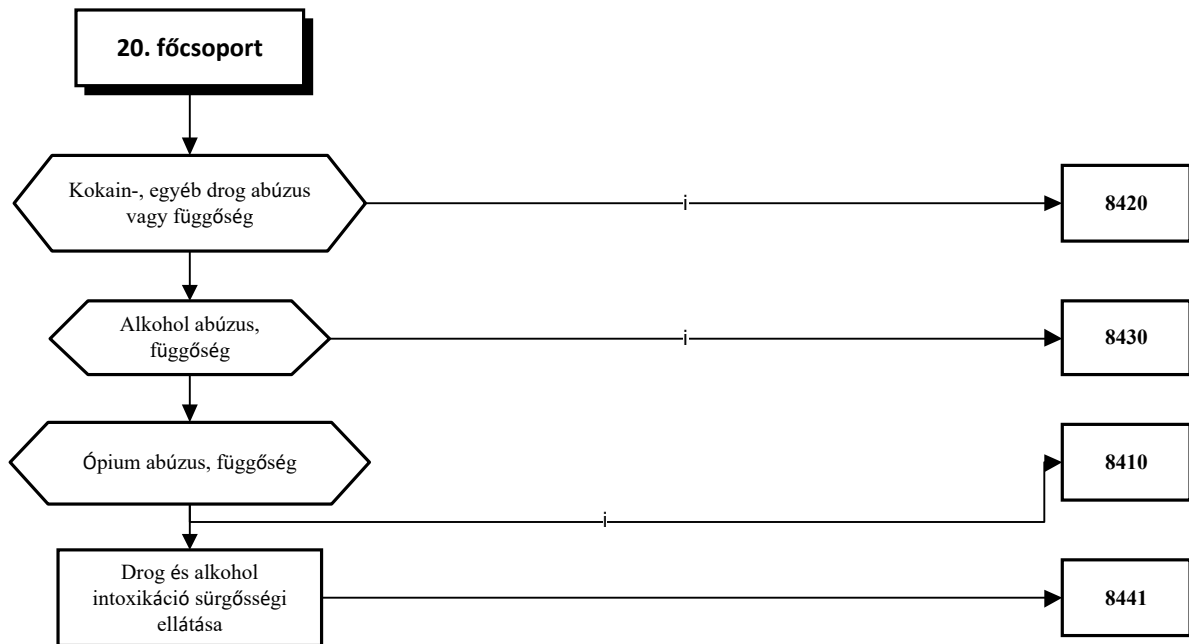 20. főcsoport
Kokain-, egyéb drog abúzus
vagy függőség
i
8420
Alkohol abúzus,
függőség
i
8430
Ópium abúzus, függőség
8410
i
Drog és alkohol
intoxikáció sürgősségi
ellátása
8441